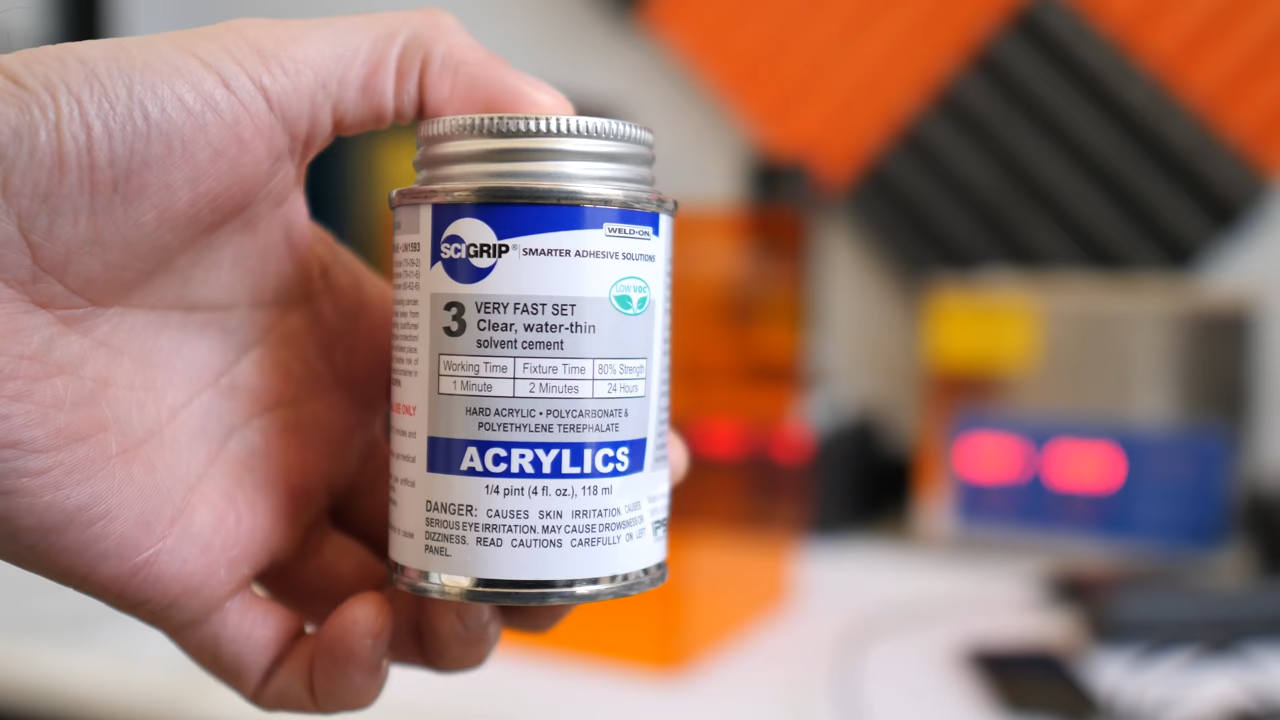 SCIGRIP® SMARTER ADHESIVE SOLUTIONS
WELD-ON
LOW VOC
3 VERY FAST SET
Clear, water-thin
solvent cement
Working Time Fixture Time 80% Strength
1 Minute 2 Minutes 24 Hours
HARD ACRYLIC • POLYCARBONATE &
POLYETHYLENE TEREPHALATE
ACRYLICS
1/4 pint (4 fl. oz.), 118 ml
DANGER: CAUSES SKIN IRRITATION. CAUSES
SERIOUS EYE IRRITATION. MAY CAUSE DROWSINESS OR
DIZZINESS. READ CAUTIONS CAREFULLY ON LEFT
PANEL.
UN1593
USE ONLY